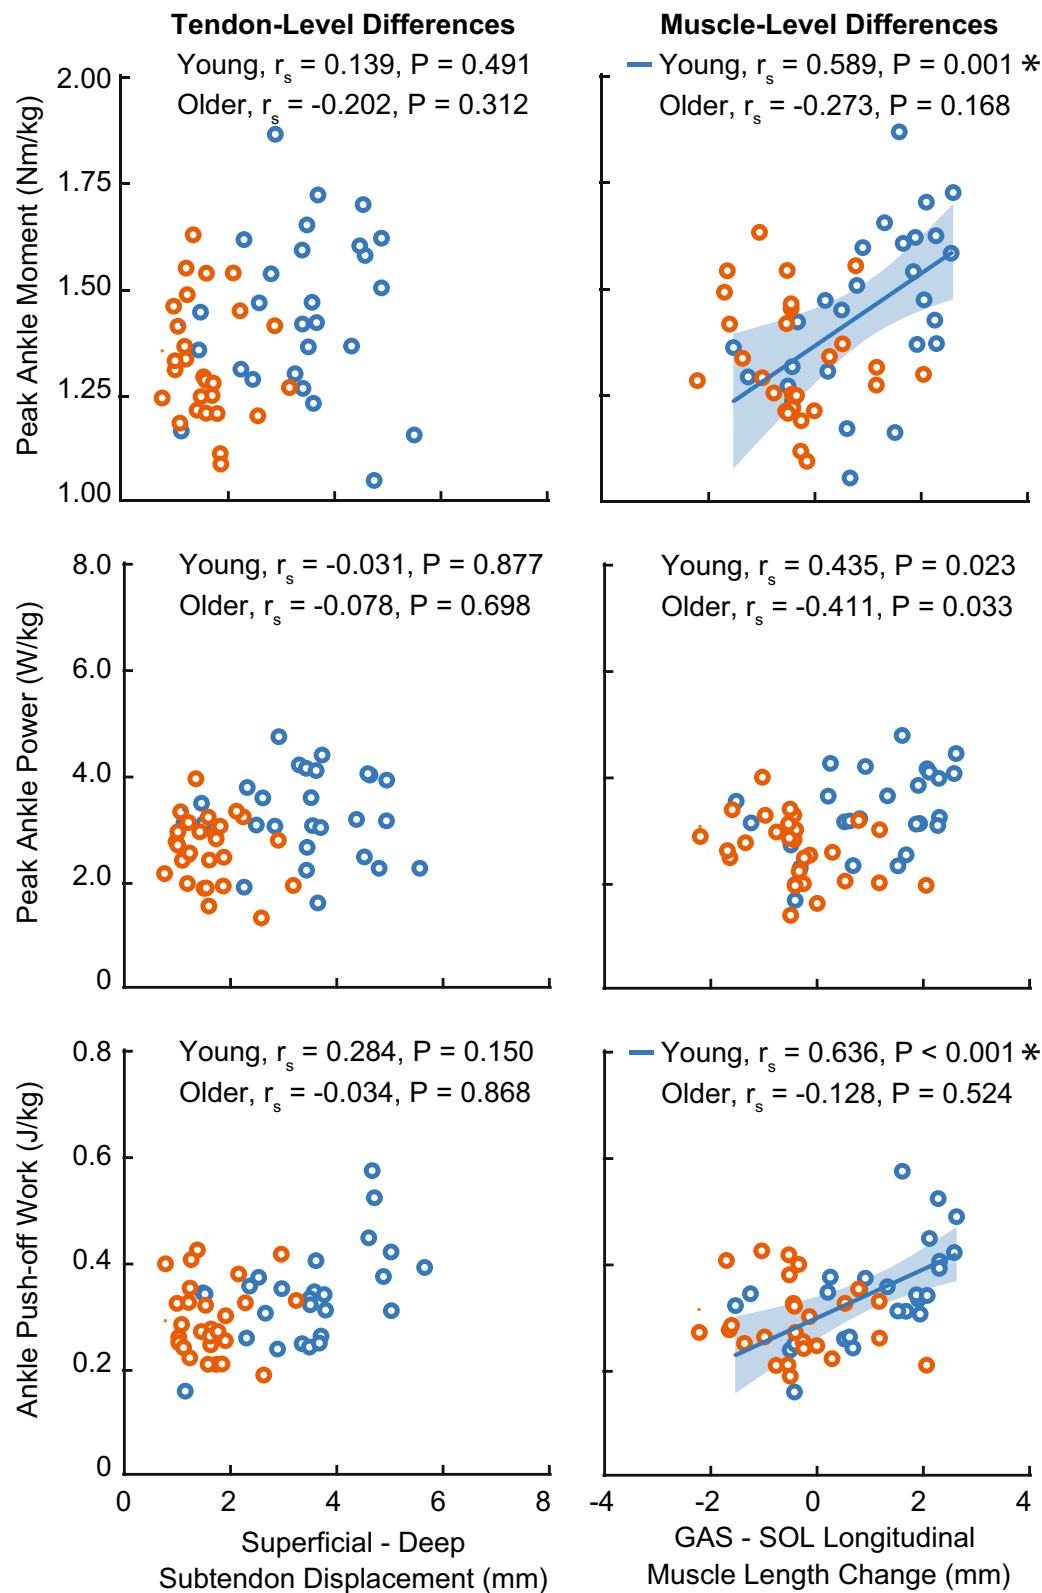 Tendon-Level Differences
Muscle-Level Differences
Young, rs = 0.139, P = 0.491
Older, rs = -0.202, P = 0.312
Young, rs = 0.589, P = 0.001 *
Older, rs = -0.273, P = 0.168
Peak Ankle Moment (Nm/kg)
2.00
1.75
1.50
1.25
1.00
Young, rs = -0.031, P = 0.877
Older, rs = -0.078, P = 0.698
Young, rs = 0.435, P = 0.023
Older, rs = -0.411, P = 0.033
Peak Ankle Power (W/kg)
8.0
6.0
4.0
2.0
0
Young, rs = 0.284, P = 0.150
Older, rs = -0.034, P = 0.868
Young, rs = 0.636, P < 0.001 *
Older, rs = -0.128, P = 0.524
Ankle Push-off Work (J/kg)
0.8
0.6
0.4
0.2
0
0 2 4 6 8
Superficial - Deep
Subtendon Displacement (mm)
-4 -2 0 2 4
GAS - SOL Longitudinal
Muscle Length Change (mm)